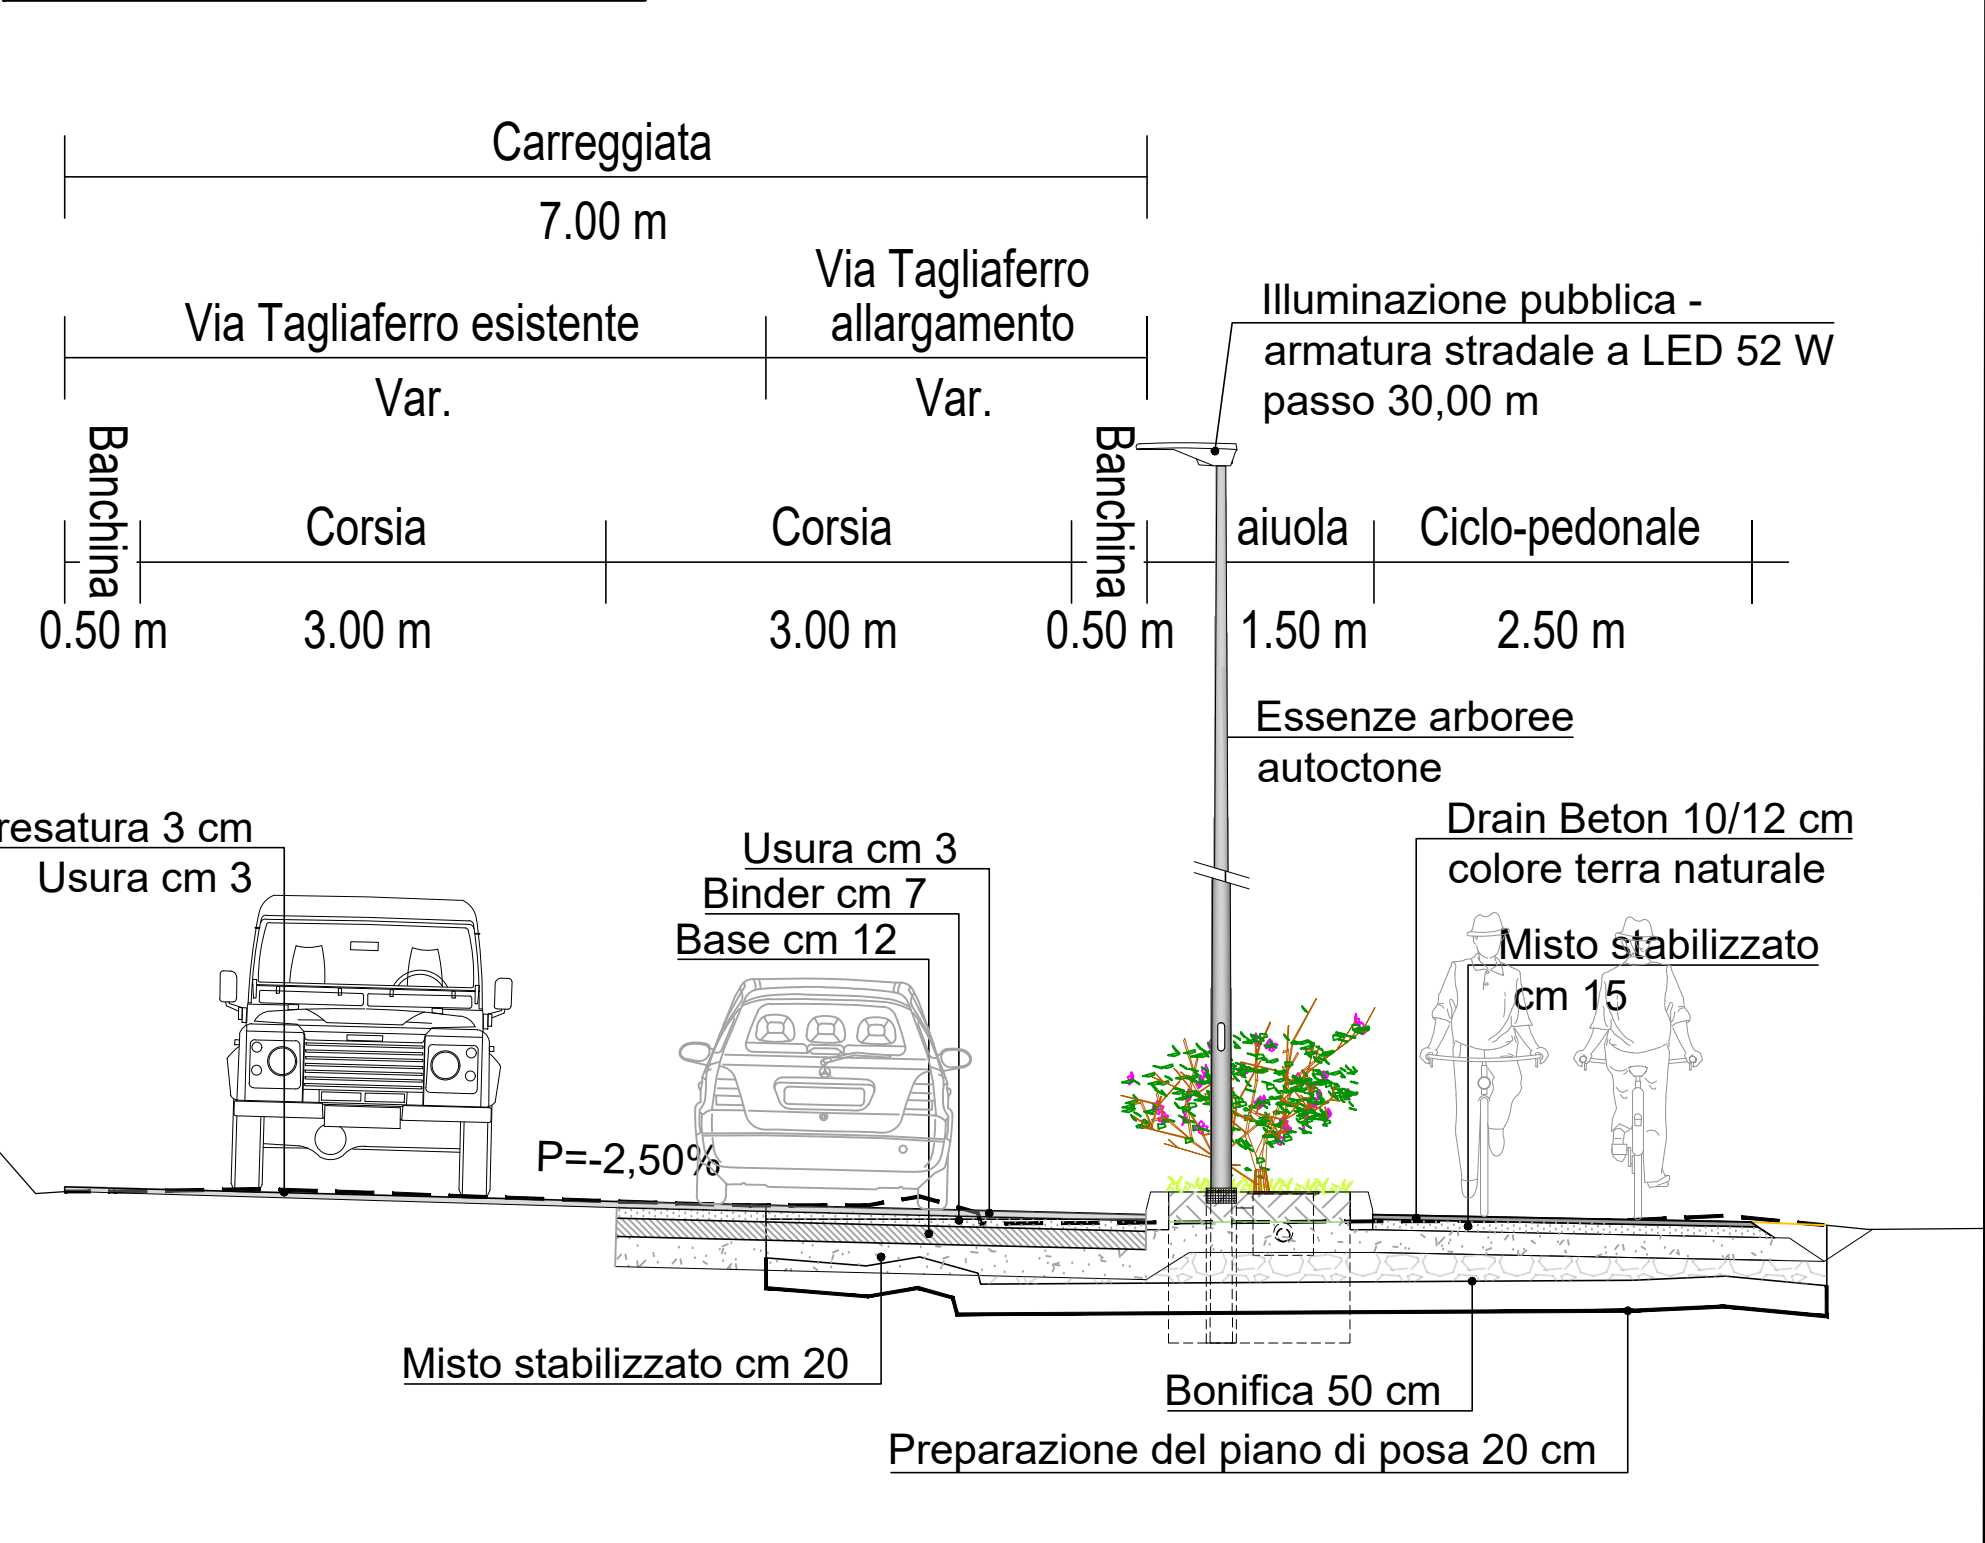 Carreggiata
7.00 m
Via Tagliaferro esistente
Var.
Via Tagliaferro
allargamento
Var.
Illuminazione pubblica -
armatura stradale a LED 52 W
passo 30,00 m
Banchina
Corsia
Corsia
Banchina
aiuola
Ciclo-pedonale
0.50 m
3.00 m
3.00 m
0.50 m
1.50 m
2.50 m
Essenze arboree
autoctone
resatura 3 cm
Usura cm 3
Usura cm 3
Binder cm 7
Base cm 12
Drain Beton 10/12 cm
colore terra naturale
Misto stabilizzato
cm 15
P=-2,50%
Misto stabilizzato cm 20
Bonifica 50 cm
Preparazione del piano di posa 20 cm